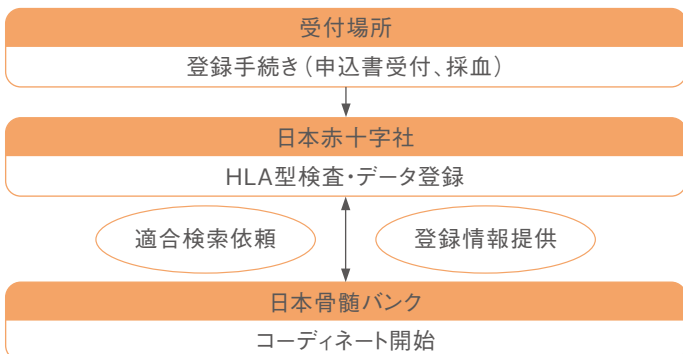 受付場所
登録手続き（申込書受付、採血）
日本赤十字社
HLA型検査・データ登録
適合検索依頼
登録情報提供
日本骨髄バンク
コーディネート開始